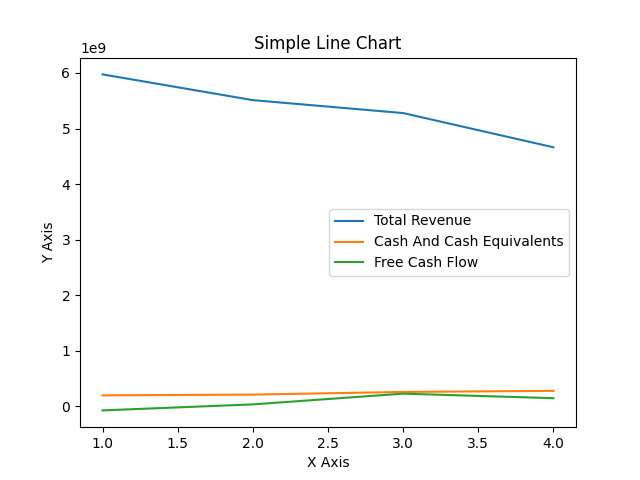 Simple Line Chart
1e9
6
5
4
3
2
1
0
Y Axis
Total Revenue
Cash And Cash Equivalents
Free Cash Flow
1.0 1.5 2.0 2.5 3.0 3.5 4.0
X Axis